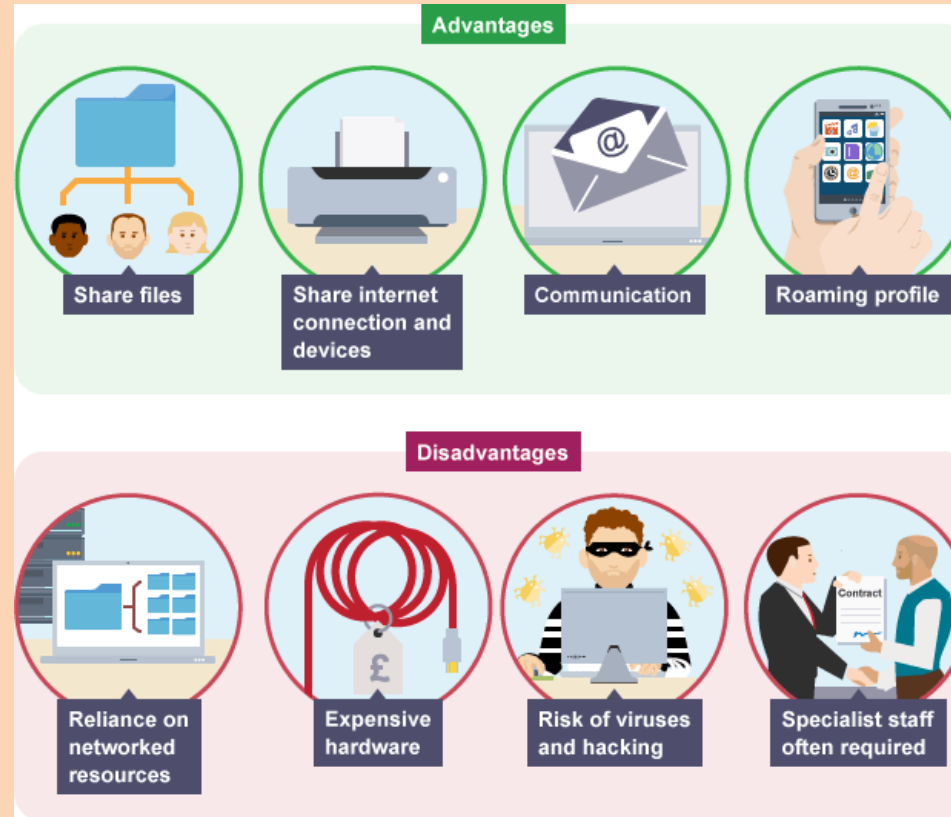 Advantages
@
Share files
Share internet
connection and
devices
Communication
Roaming profile
Disadvantages
£
Contract
Reliance on
networked
resources
Expensive
hardware
Risk of viruses
and hacking
Specialist staff
often required